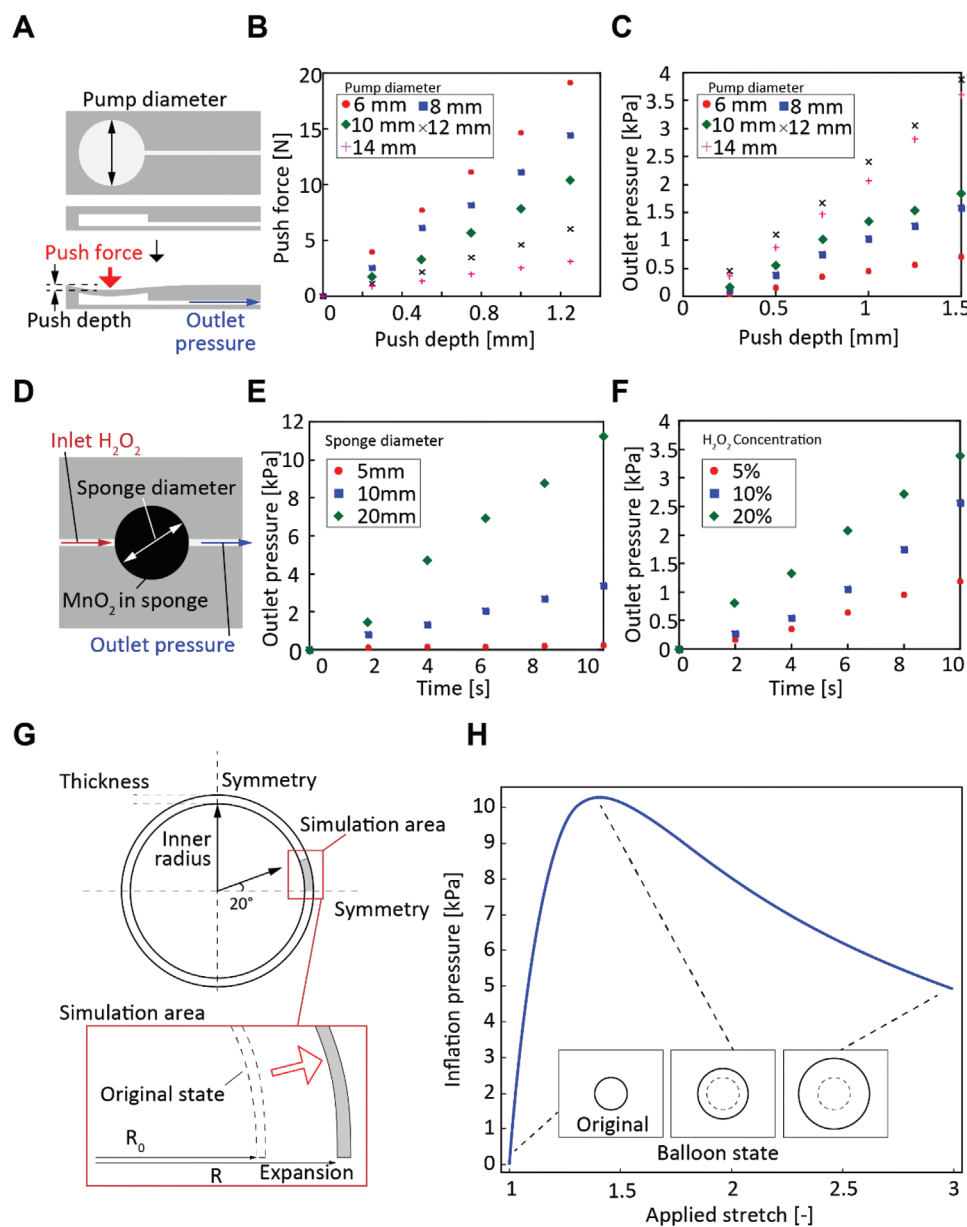 A
Pump diameter
Push force
Push depth
Outlet
pressure
B
Push force [N]
20
15
10
5
0
Pump diameter
6 mm
8 mm
10 mm
×12 mm
14 mm
0
0.4
0.8
1.2
Push depth [mm]
C
Outlet pressure [kPa]
4
3.5
3
2.5
2
1.5
1
0.5
0
Pump diameter
6 mm
8 mm
10 mm
×12 mm
14 mm
0
0.5
1
1.5
Push depth [mm]
D
Inlet H₂O₂
Sponge diameter
MnO₂ in sponge
Outlet pressure
E
Outlet pressure [kPa]
12
10
8
6
4
2
0
Sponge diameter
5mm
10mm
20mm
0
2
4
6
8
10
Time [s]
F
Outlet pressure [kPa]
3.5
3
2.5
2
1.5
1
0.5
0
H₂O₂ Concentration
5%
10%
20%
0
2
4
6
8
10
Time [s]
G
Thickness
Symmetry
Simulation area
Inner
radius
20°
Symmetry
Simulation area
Original state
R₀
R
Expansion
H
Inflation pressure [kPa]
10
9
8
7
6
5
4
3
2
1
0
Original
Balloon state
1
1.5
2
2.5
3
Applied stretch [-]